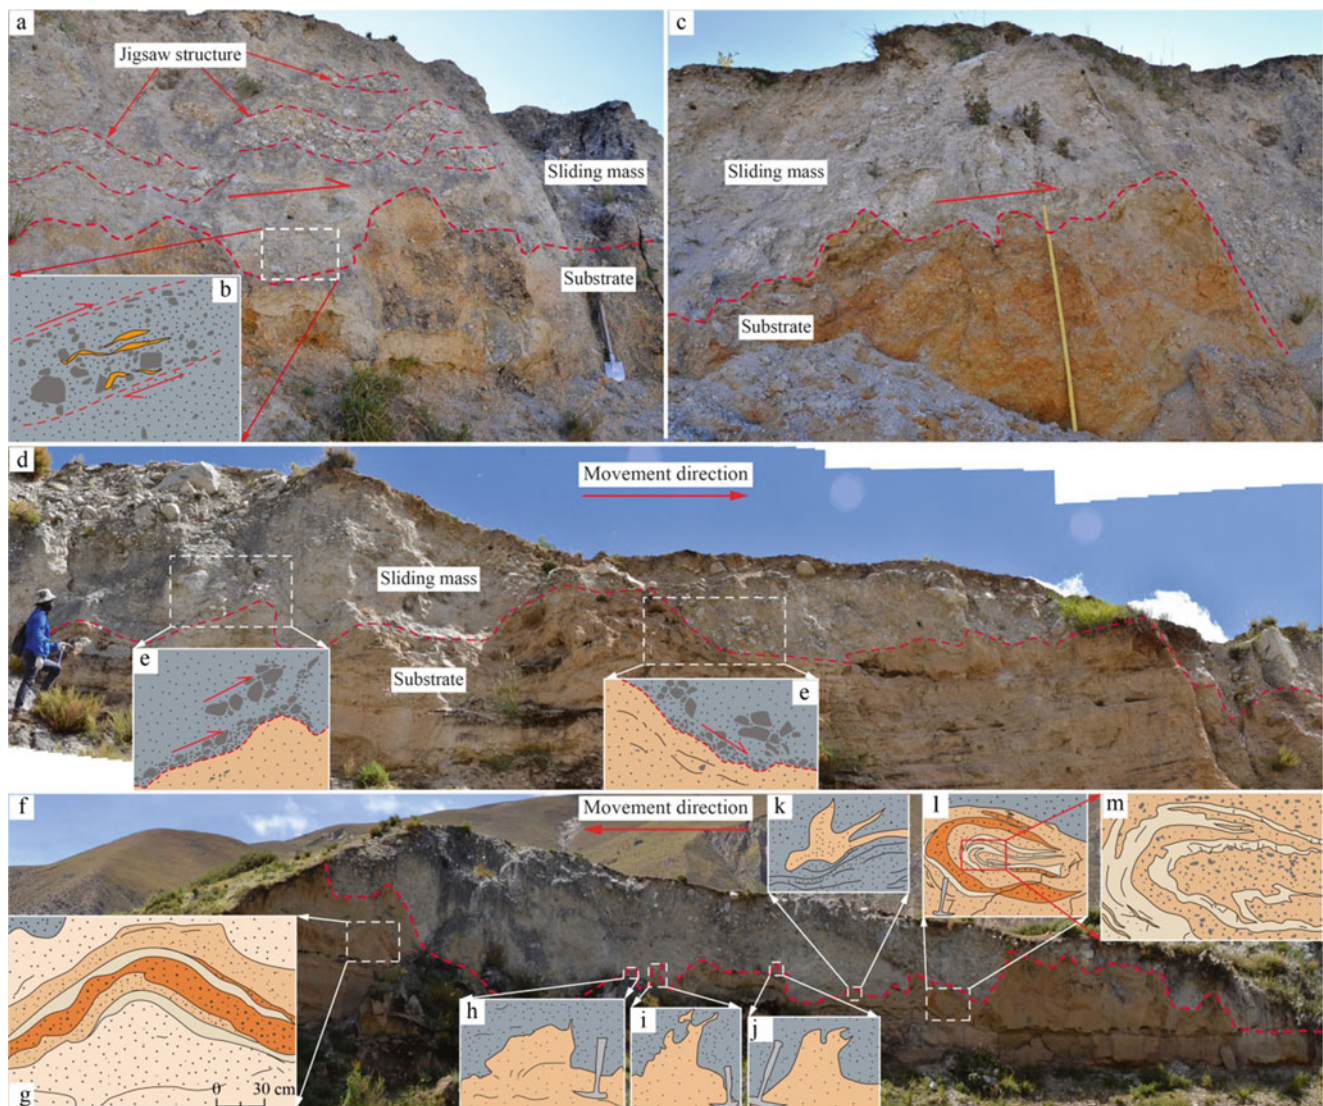 a
Jigsaw structure
Sliding mass
Substrate
b
c
Sliding mass
Substrate
d
Movement direction
Sliding mass
Substrate
e
e
f
Movement direction
k
l
m
h
i
j
g
0 30 cm